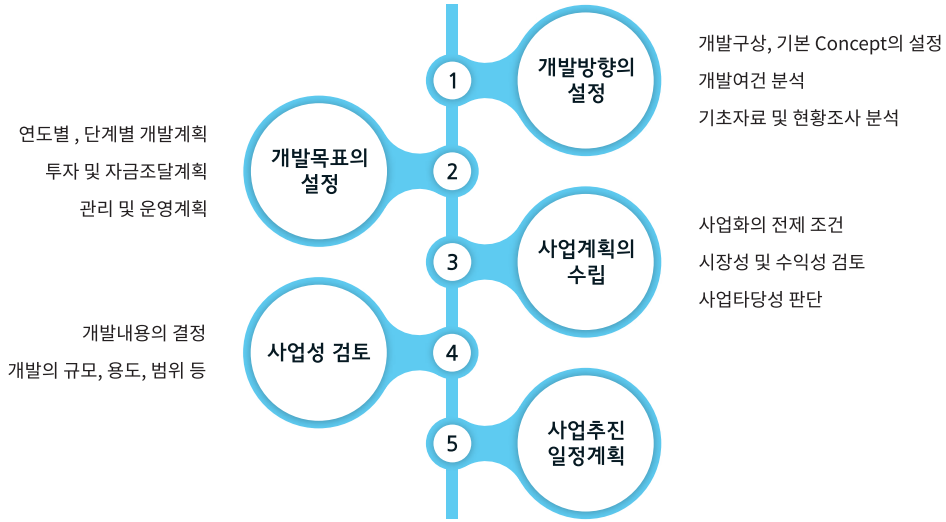 1
개발방향의
설정
개발구상, 기본 Concept의 설정
개발여건 분석
기초자료 및 현황조사 분석
2
개발목표의
설정
연도별 , 단계별 개발계획
투자 및 자금조달계획
관리 및 운영계획
3
사업계획의
수립
사업화의 전제 조건
시장성 및 수익성 검토
사업타당성 판단
4
사업성 검토
개발내용의 결정
개발의 규모, 용도, 범위 등
5
사업추진
일정계획